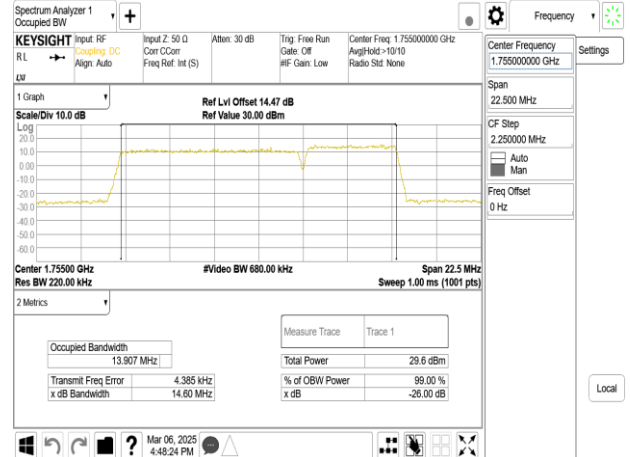 Spectrum Analyzer 1
Occupied BW
Frequency
KEYSIGHT
RL
Input: RF
Coupling: DC
Align: Auto
Input Z: 50 Ω
Corr CCorr
Freq Ref: Int (S)
Atten: 30 dB
Trig: Free Run
Gate: Off
#IF Gain: Low
Center Freq: 1.755000000 GHz
Avg|Hold:>10/10
Radio Std: None
Center Frequency
1.755000000 GHz
Settings
Span
22.500 MHz
CF Step
2.250000 MHz
Auto
Man
Freq Offset
0 Hz
1 Graph
Scale/Div 10.0 dB
Ref Lvl Offset 14.47 dB
Ref Value 30.00 dBm
Log
20.0
10.0
0.00
-10.0
-20.0
-30.0
-40.0
-50.0
-60.0
Center 1.75500 GHz
Res BW 220.00 kHz
#Video BW 680.00 kHz
Span 22.5 MHz
Sweep 1.00 ms (1001 pts)
2 Metrics
Measure Trace
Trace 1
Occupied Bandwidth
13.907 MHz
Total Power
29.6 dBm
Transmit Freq Error
4.385 kHz
% of OBW Power
99.00 %
x dB Bandwidth
14.60 MHz
x dB
-26.00 dB
Local
Mar 06, 2025
4:48:24 PM